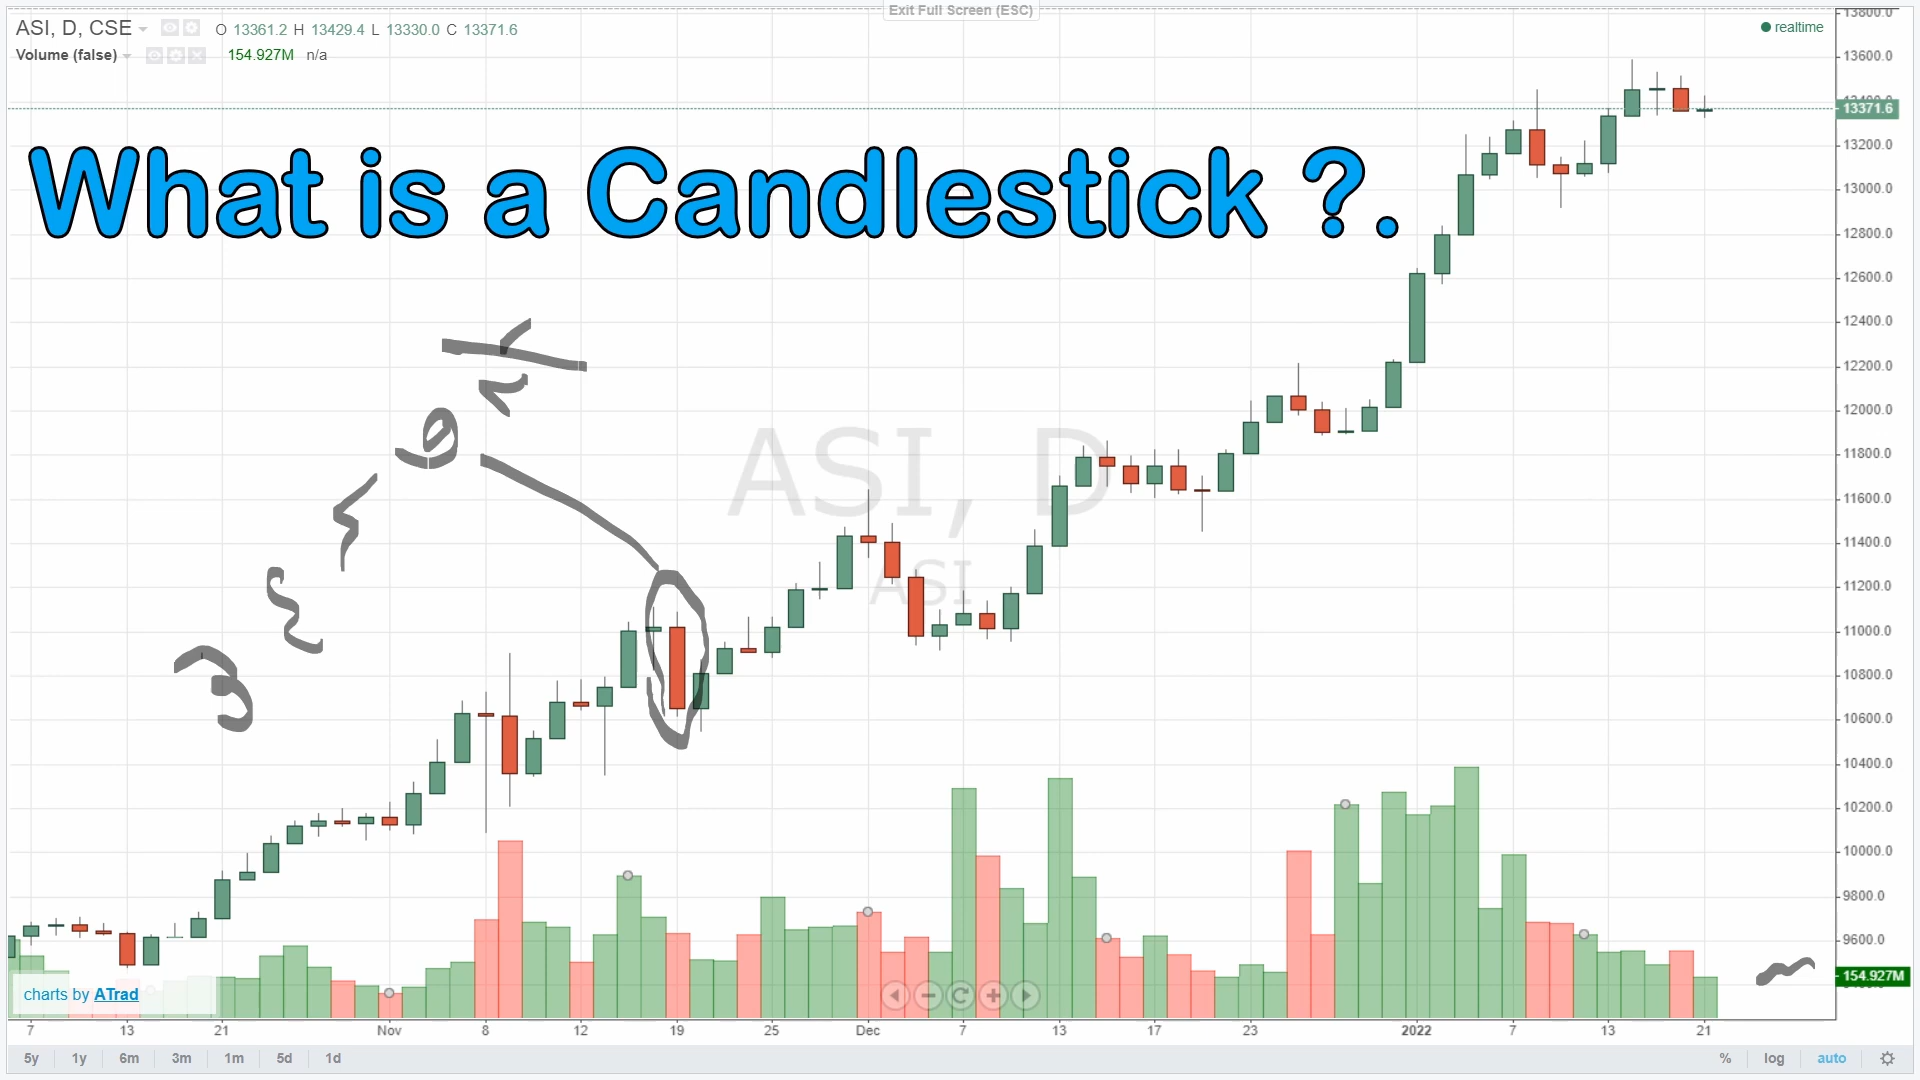 Exit Full Screen (ESC)
ASI, D, CSE O 13361.2 H 13429.4 L 13330.0 C 13371.6
realtime
Volume (false) 154.927M n/a
What is a Candlestick ?.
ASI, D
ASI
13800.0
13600.0
13371.6
13200.0
13000.0
12800.0
12600.0
12400.0
12200.0
12000.0
11800.0
11600.0
11400.0
11200.0
11000.0
10800.0
10600.0
10400.0
10200.0
10000.0
9800.0
9600.0
154.927M
charts by ATrad
7 13 21 Nov 8 12 19 25 Dec 7 13 17 23 2022 7 13 21
5y 1y 6m 3m 1m 5d 1d % log auto